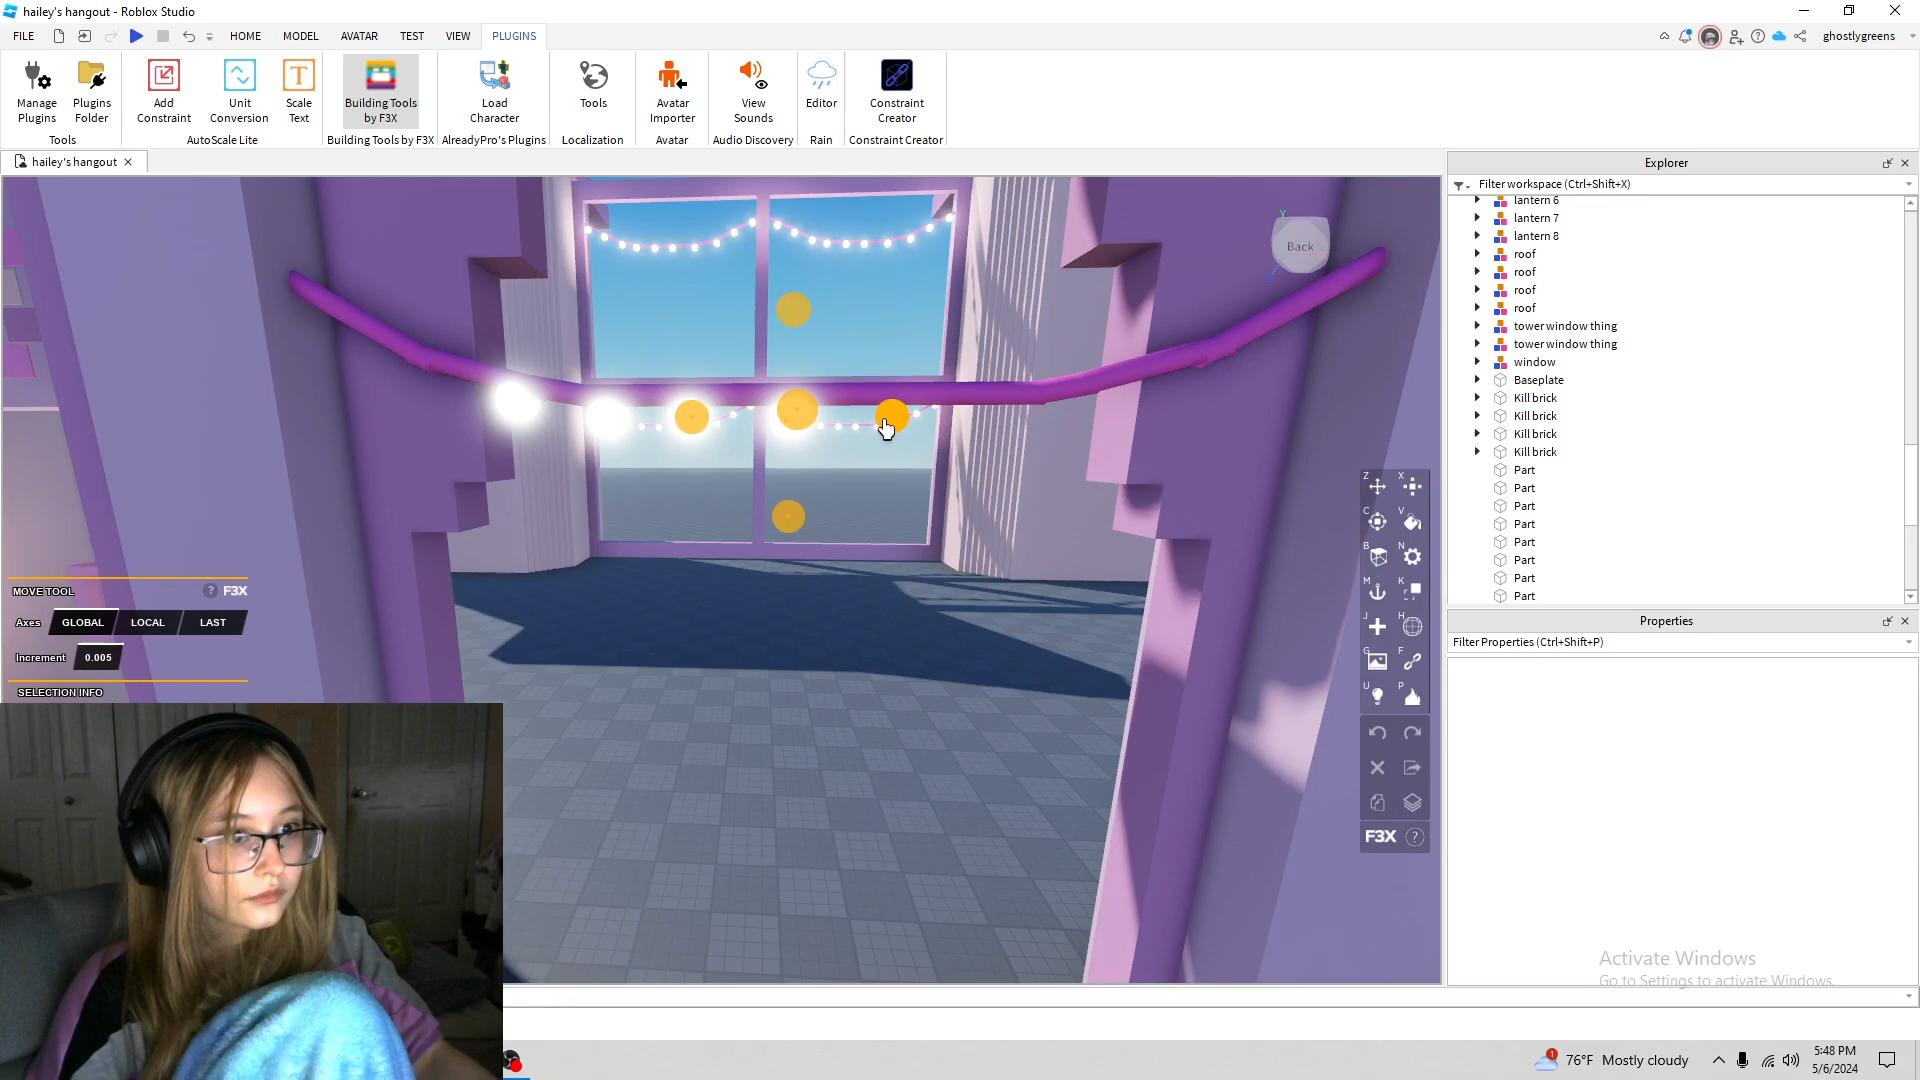 hailey's hangout - Roblox Studio
FILE HOME MODEL AVATAR TEST VIEW PLUGINS ghostlygreens
Manage Plugins
Plugins Folder
Tools
Add Constraint
Unit Conversion
Scale Text
AutoScale Lite
Building Tools by F3X
Building Tools by F3X
Load Character
AlreadyPro's Plugins
Tools
Localization
Avatar Importer
Avatar
View Sounds
Audio Discovery
Editor
Rain
Constraint Creator
Constraint Creator
hailey's hangout
Explorer
Filter workspace (Ctrl+Shift+X)
lantern 6
lantern 7
lantern 8
roof
roof
roof
roof
tower window thing
tower window thing
window
Baseplate
Kill brick
Kill brick
Kill brick
Kill brick
Part
Part
Part
Part
Part
Part
Part
Part
Properties
Filter Properties (Ctrl+Shift+P)
Y
Back
Z X
C V
B N
M K
J H
G F
U P
F3X ?
MOVE TOOL ? F3X
Axes GLOBAL LOCAL LAST
Increment 0.005
SELECTION INFO
Activate Windows
Go to Settings to activate Windows.
1 76°F Mostly cloudy
5:48 PM
5/6/2024